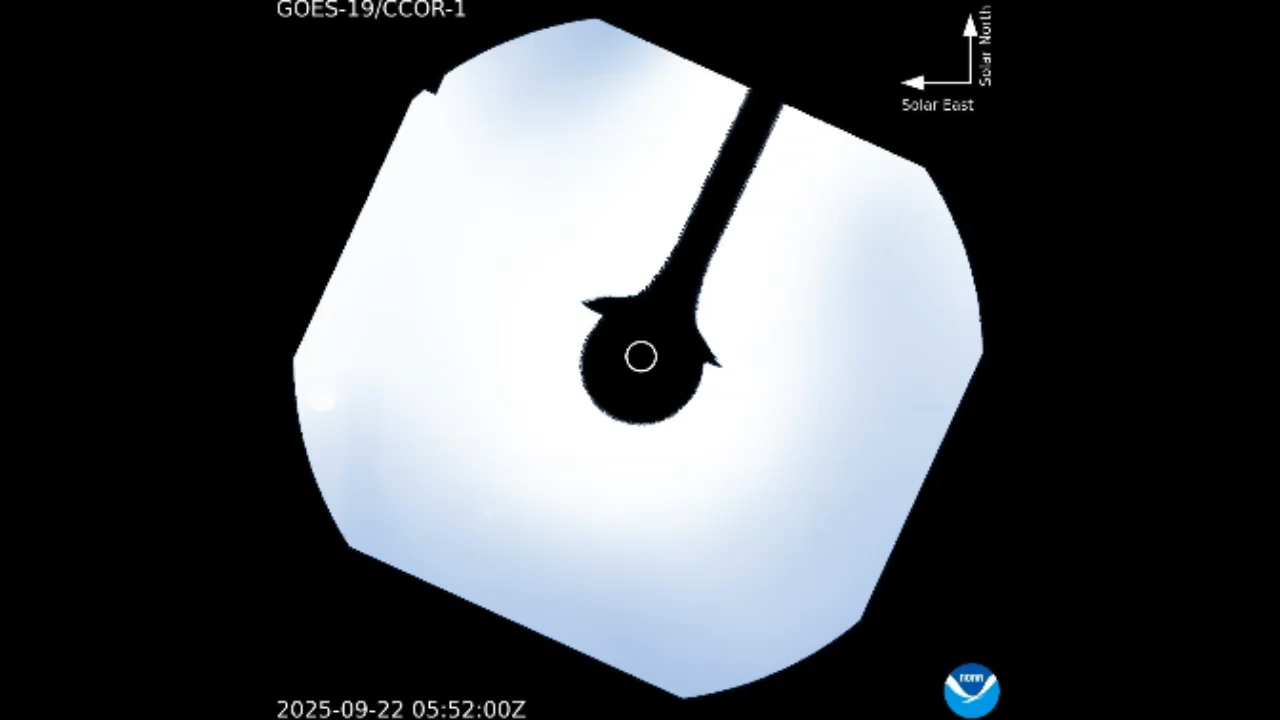 GOES-19/CCOR-1
Solar North
Solar East
2025-09-22 05:52:00Z
noaa